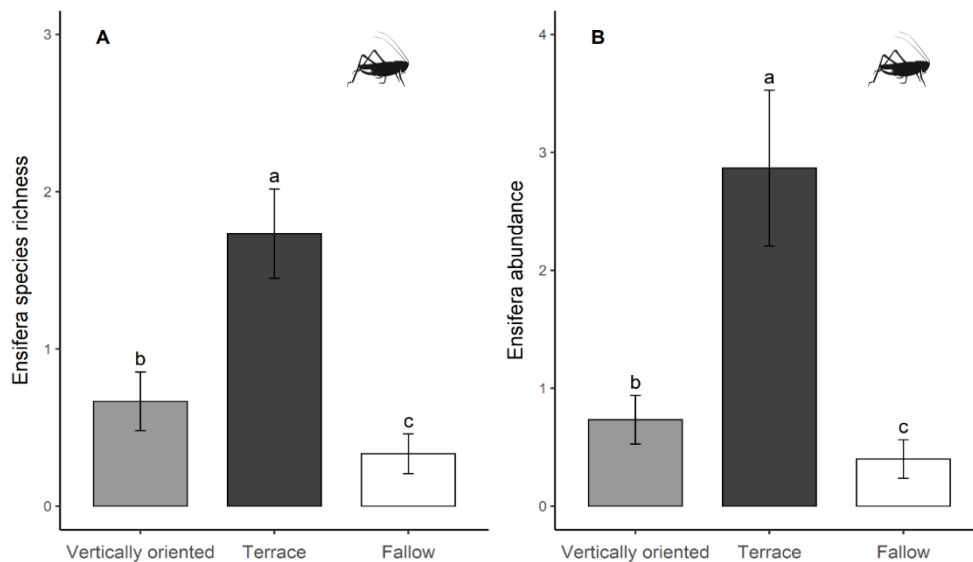 A
Ensifera species richness
3
2
1
0
b
a
c
Vertically oriented
Terrace
Fallow
B
Ensifera abundance
4
3
2
1
0
b
a
c
Vertically oriented
Terrace
Fallow